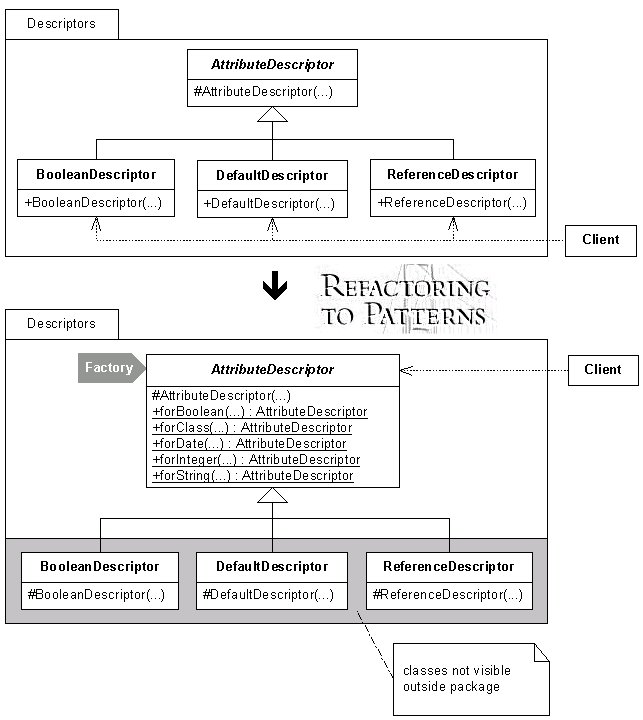 Descriptors
AttributeDescriptor
#AttributeDescriptor(...)
BooleanDescriptor
+BooleanDescriptor(...)
DefaultDescriptor
+DefaultDescriptor(...)
ReferenceDescriptor
+ReferenceDescriptor(...)
Client
REFACTORING
TO PATTERNS
Descriptors
Factory
AttributeDescriptor
#AttributeDescriptor(...)
+forBoolean(...) : AttributeDescriptor
+forClass(...) : AttributeDescriptor
+forDate(...) : AttributeDescriptor
+forInteger(...) : AttributeDescriptor
+forString(...) : AttributeDescriptor
Client
BooleanDescriptor
#BooleanDescriptor(...)
DefaultDescriptor
#DefaultDescriptor(...)
ReferenceDescriptor
#ReferenceDescriptor(...)
classes not visible
outside package